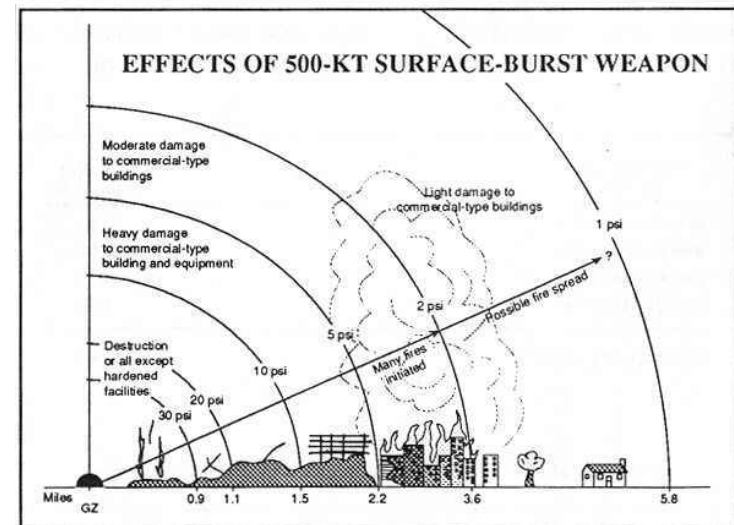 EFFECTS OF 500-KT SURFACE-BURST WEAPON
Moderate damage
to commercial-type
buildings
Light damage to
commercial-type buildings
1 psi
Heavy damage
to commercial-type
building and equipment
?
Possible fire spread
2 psi
5 psi
Many fires
initiated
Destruction
or all except
hardened
facilities
10 psi
20 psi
30 psi
Miles
GZ
0.9
1.1
1.5
2.2
3.6
5.8